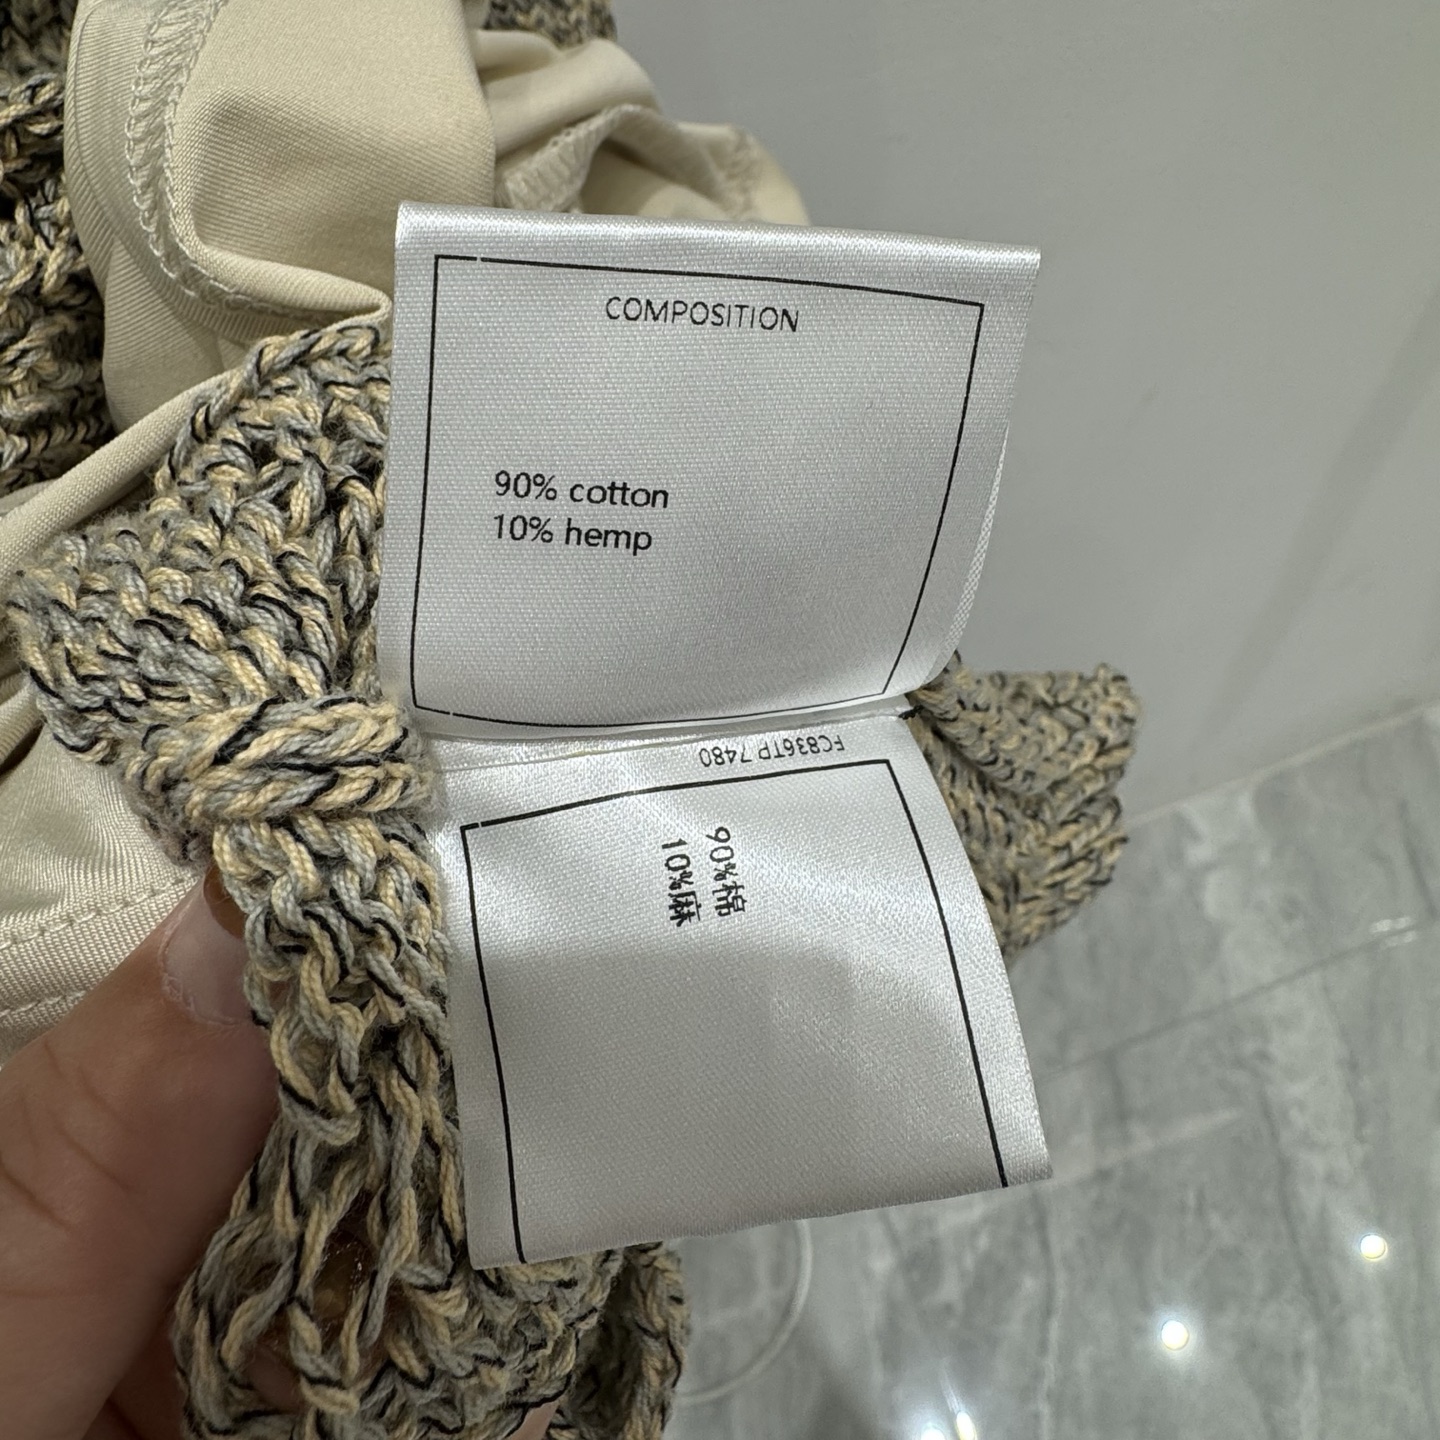 COMPOSITION
90% cotton
10% hemp
FC836TP 7480
90%棉
10%麻